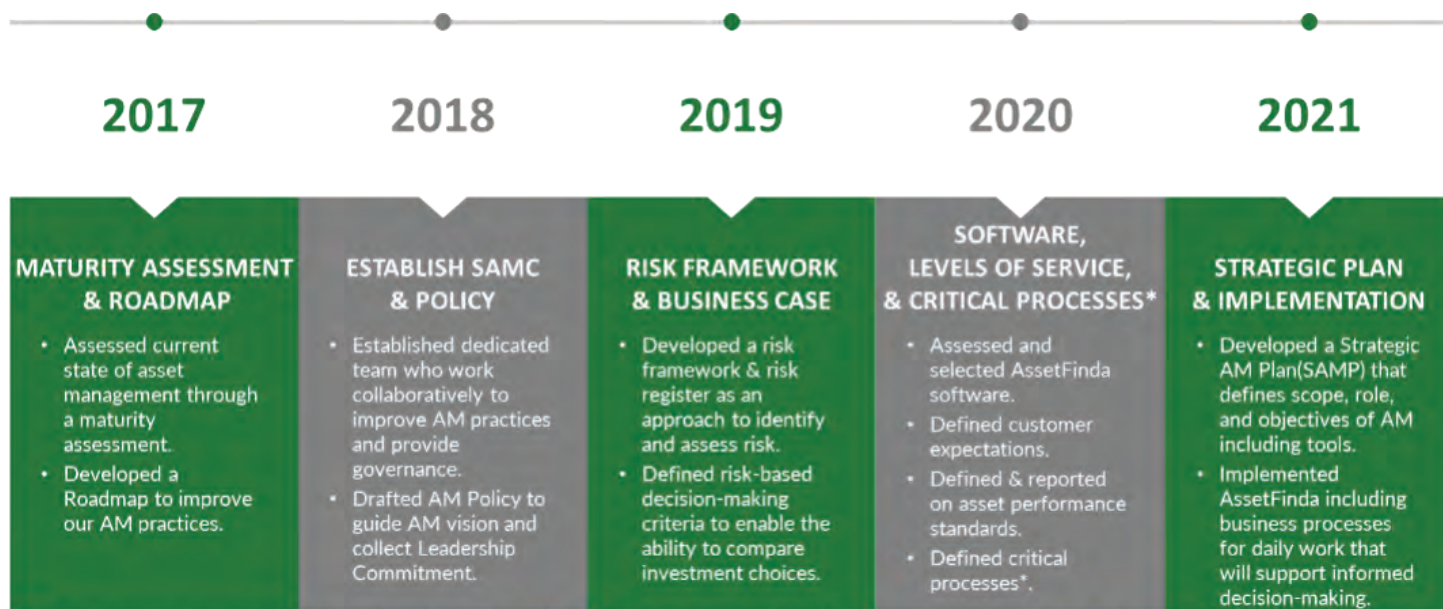 2017
2018
2019
2020
2021
MATURITY ASSESSMENT
& ROADMAP
• Assessed current
state of asset
management through
a maturity
assessment.
• Developed a
Roadmap to improve
our AM practices.
ESTABLISH SAMC
& POLICY
• Established dedicated
team who work
collaboratively to
improve AM practices
and provide
governance.
• Drafted AM Policy to
guide AM vision and
collect Leadership
Commitment.
RISK FRAMEWORK
& BUSINESS CASE
• Developed a risk
framework & risk
register as an
approach to identify
and assess risk.
• Defined risk-based
decision-making
criteria to enable the
ability to compare
investment choices.
SOFTWARE,
LEVELS OF SERVICE,
& CRITICAL PROCESSES*
• Assessed and
selected AssetFinda
software.
• Defined customer
expectations.
• Defined & reported
on asset performance
standards.
• Defined critical
processes*.
STRATEGIC PLAN
& IMPLEMENTATION
• Developed a Strategic
AM Plan(SAMP) that
defines scope, role,
and objectives of AM
including tools.
• Implemented
AssetFinda including
business processes
for daily work that
will support informed
decision-making.